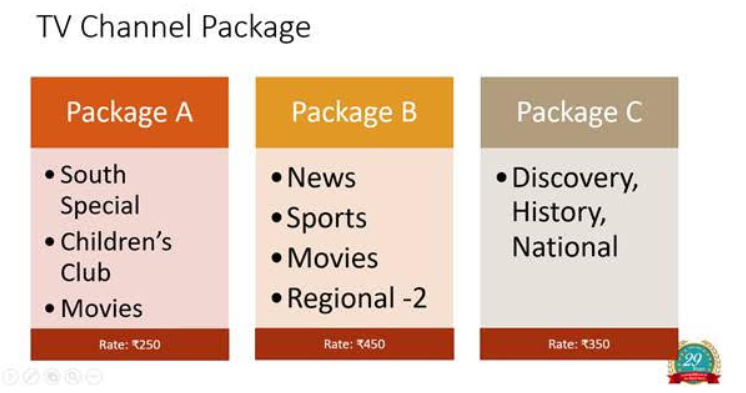 TV Channel Package
Package A
• South
Special
• Children’s
Club
• Movies
Rate: ₹250
Package B
• News
• Sports
• Movies
• Regional -2
Rate: ₹450
Package C
• Discovery,
History,
National
Rate: ₹350
29
Years